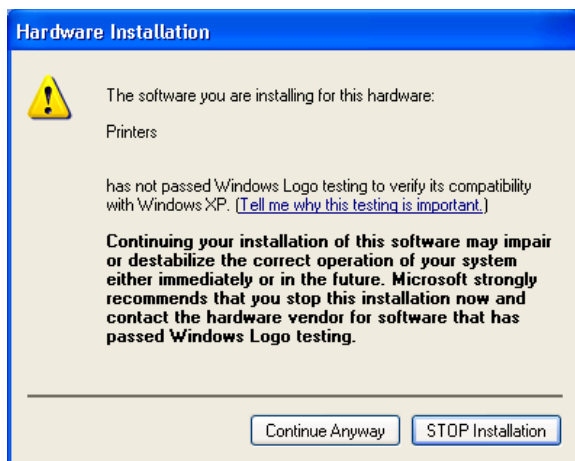 Hardware Installation
The software you are installing for this hardware:
Printers
has not passed Windows Logo testing to verify its compatibility
with Windows XP. (Tell me why this testing is important.)
Continuing your installation of this software may impair
or destabilize the correct operation of your system
either immediately or in the future. Microsoft strongly
recommends that you stop this installation now and
contact the hardware vendor for software that has
passed Windows Logo testing.
Continue Anyway
STOP Installation